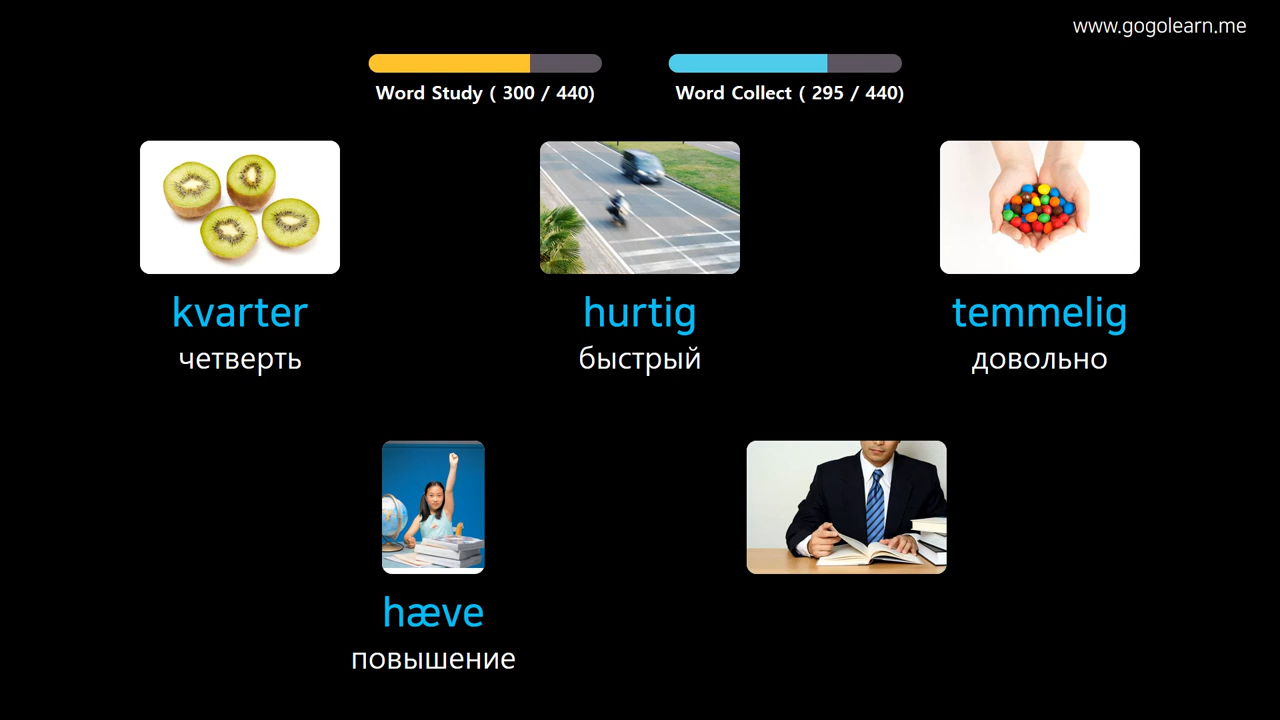 www.gogolearn.me
Word Study ( 300 / 440)
Word Collect ( 295 / 440)
kvarter
четверть
hurtig
быстрый
temmelig
довольно
hæve
повышение